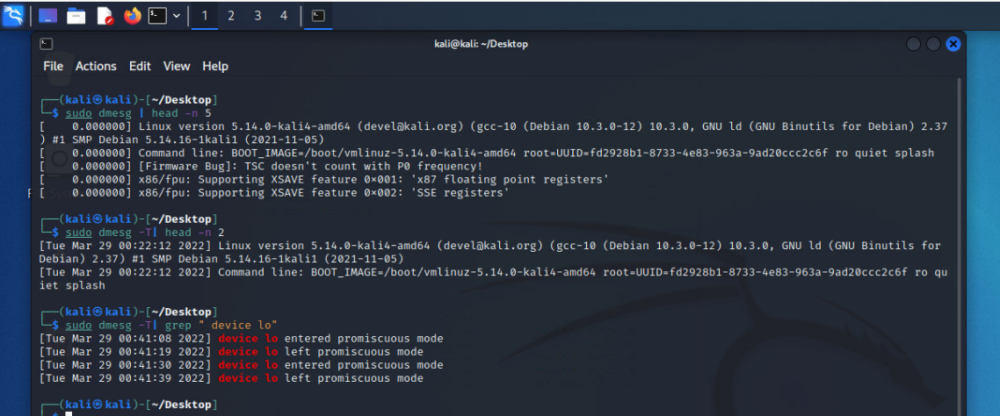 1 2 3 4
kali@kali: ~/Desktop
File Actions Edit View Help
┌──(kali㉿kali)-[~/Desktop]
└─$ sudo dmesg | head -n 5
[    0.000000] Linux version 5.14.0-kali4-amd64 (devel@kali.org) (gcc-10 (Debian 10.3.0-12) 10.3.0, GNU ld (GNU Binutils for Debian) 2.37
) #1 SMP Debian 5.14.16-1kali1 (2021-11-05)
[    0.000000] Command line: BOOT_IMAGE=/boot/vmlinuz-5.14.0-kali4-amd64 root=UUID=fd2928b1-8733-4e83-963a-9ad20ccc2c6f ro quiet splash
[    0.000000] [Firmware Bug]: TSC doesn't count with P0 frequency!
[    0.000000] x86/fpu: Supporting XSAVE feature 0×001: 'x87 floating point registers'
[    0.000000] x86/fpu: Supporting XSAVE feature 0×002: 'SSE registers'
┌──(kali㉿kali)-[~/Desktop]
└─$ sudo dmesg -T| head -n 2
[Tue Mar 29 00:22:12 2022] Linux version 5.14.0-kali4-amd64 (devel@kali.org) (gcc-10 (Debian 10.3.0-12) 10.3.0, GNU ld (GNU Binutils for
Debian) 2.37) #1 SMP Debian 5.14.16-1kali1 (2021-11-05)
[Tue Mar 29 00:22:12 2022] Command line: BOOT_IMAGE=/boot/vmlinuz-5.14.0-kali4-amd64 root=UUID=fd2928b1-8733-4e83-963a-9ad20ccc2c6f ro qu
iet splash
┌──(kali㉿kali)-[~/Desktop]
└─$ sudo dmesg -T| grep " device lo"
[Tue Mar 29 00:41:08 2022] device lo entered promiscuous mode
[Tue Mar 29 00:41:19 2022] device lo left promiscuous mode
[Tue Mar 29 00:41:30 2022] device lo entered promiscuous mode
[Tue Mar 29 00:41:39 2022] device lo left promiscuous mode
┌──(kali㉿kali)-[~/Desktop]
└─$